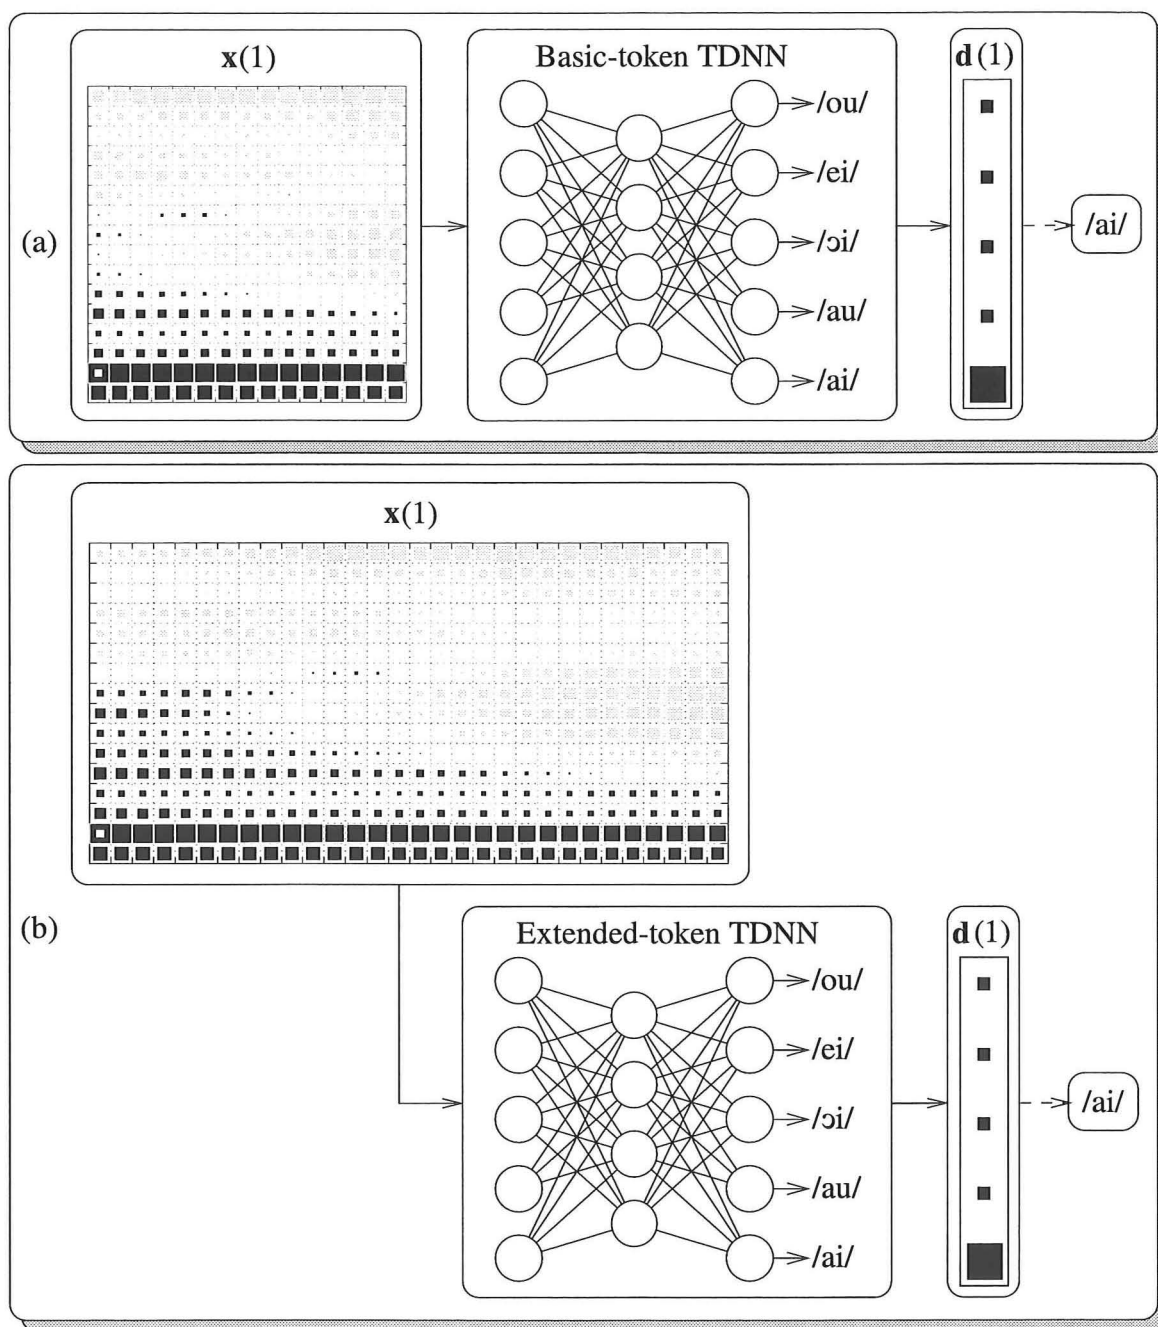 (a)
x(1)
Basic-token TDNN
/ou/
/ei/
/ɔi/
/au/
/ai/
d(1)
/ai/
(b)
x(1)
Extended-token TDNN
/ou/
/ei/
/ɔi/
/au/
/ai/
d(1)
/ai/